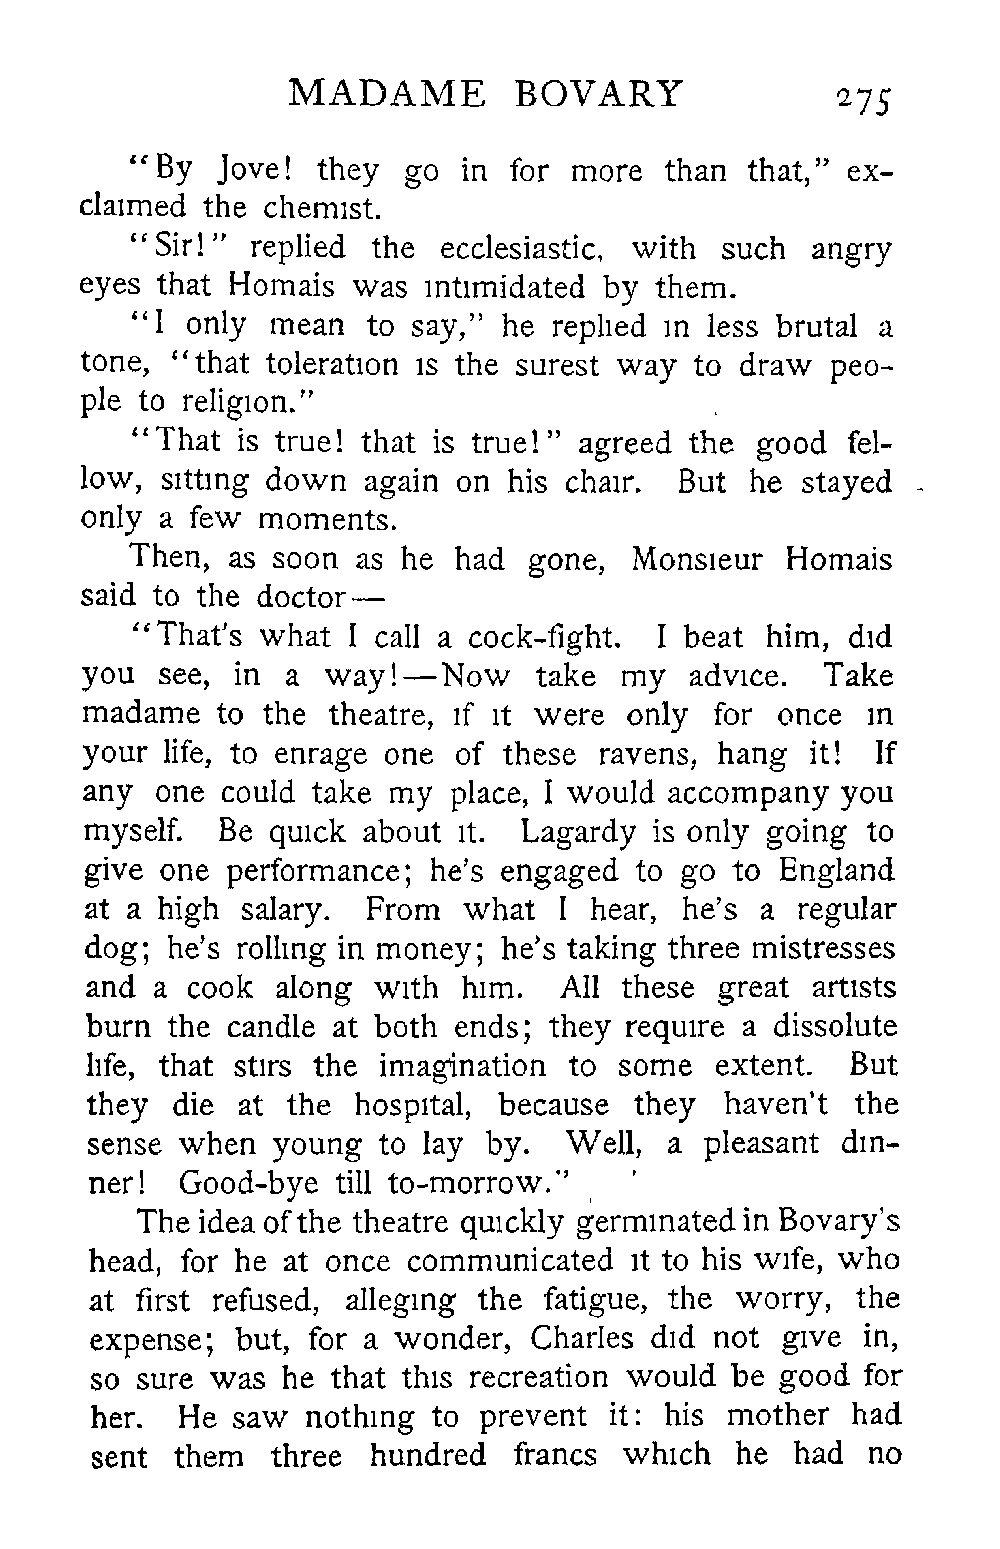 MADAME BOVARY 275
"By Jove! they go in for more than that," ex-
claimed the chemist.
"Sir!" replied the ecclesiastic, with such angry
eyes that Homais was intimidated by them.
"I only mean to say," he replied in less brutal a
tone, "that toleration is the surest way to draw peo-
ple to religion."
"That is true! that is true!" agreed the good fel-
low, sitting down again on his chair. But he stayed
only a few moments.
Then, as soon as he had gone, Monsieur Homais
said to the doctor—
"That's what I call a cock-fight. I beat him, did
you see, in a way!—Now take my advice. Take
madame to the theatre, if it were only for once in
your life, to enrage one of these ravens, hang it! If
any one could take my place, I would accompany you
myself. Be quick about it. Lagardy is only going to
give one performance; he's engaged to go to England
at a high salary. From what I hear, he's a regular
dog; he's rolling in money; he's taking three mistresses
and a cook along with him. All these great artists
burn the candle at both ends; they require a dissolute
life, that stirs the imagination to some extent. But
they die at the hospital, because they haven't the
sense when young to lay by. Well, a pleasant din-
ner! Good-bye till to-morrow."
The idea of the theatre quickly germinated in Bovary's
head, for he at once communicated it to his wife, who
at first refused, alleging the fatigue, the worry, the
expense; but, for a wonder, Charles did not give in,
so sure was he that this recreation would be good for
her. He saw nothing to prevent it: his mother had
sent them three hundred francs which he had no